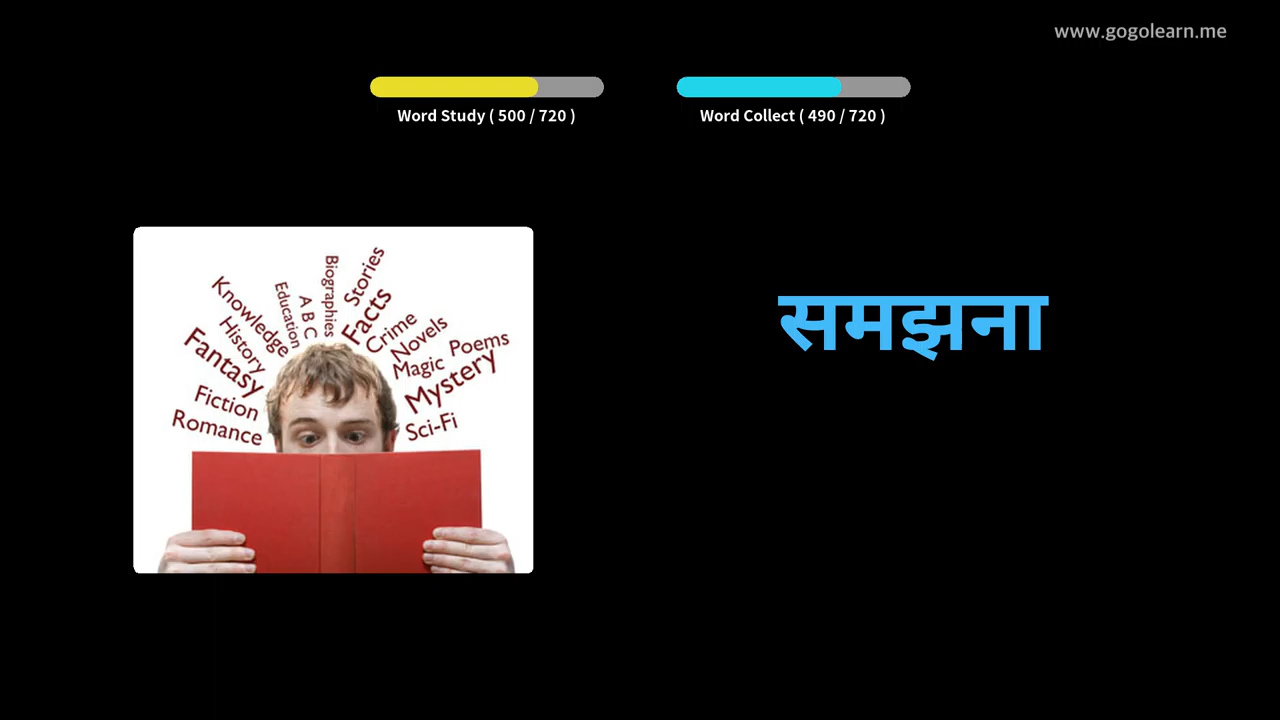 www.gogolearn.me
Word Study ( 500 / 720 )
Word Collect ( 490 / 720 )
Stories
Biographies
Facts
A B C
Education
Knowledge
Crime
Novels
History
Poems
Magic
Fantasy
Mystery
Fiction
Romance
Sci-Fi
समझना